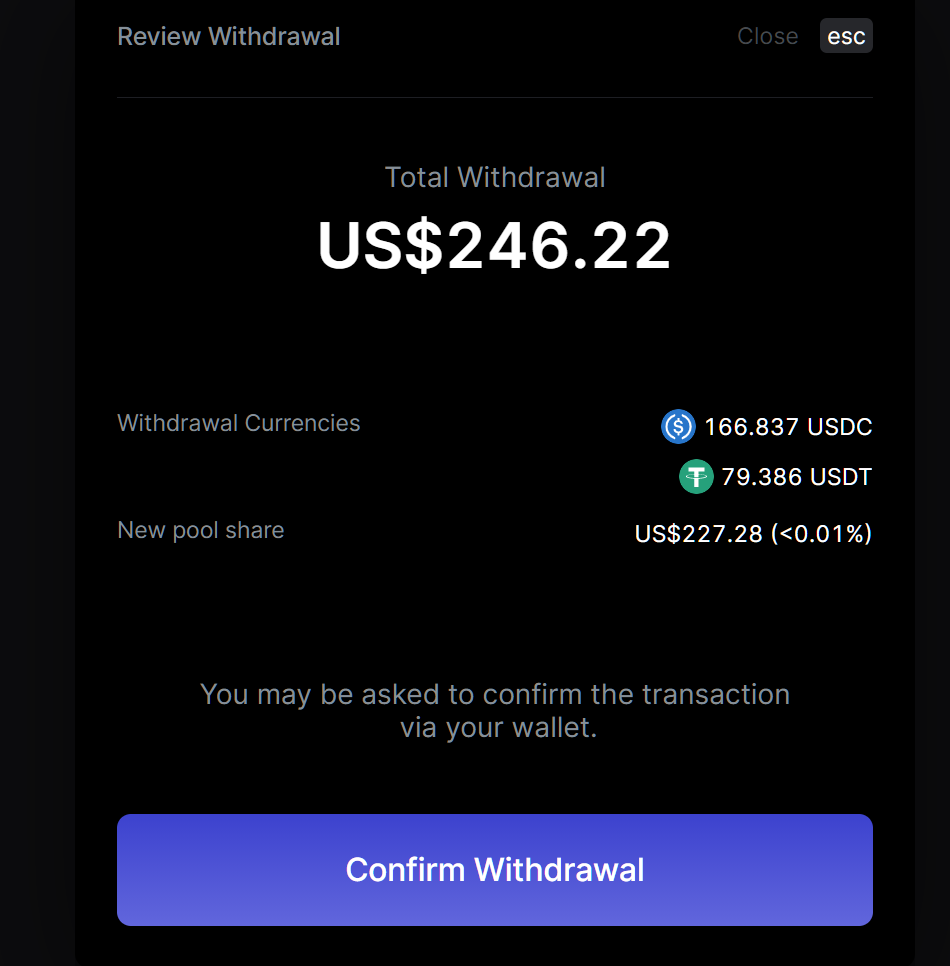 Review Withdrawal Close esc
Total Withdrawal
US$246.22
Withdrawal Currencies 166.837 USDC
79.386 USDT
New pool share US$227.28 (<0.01%)
You may be asked to confirm the transaction
via your wallet.
Confirm Withdrawal